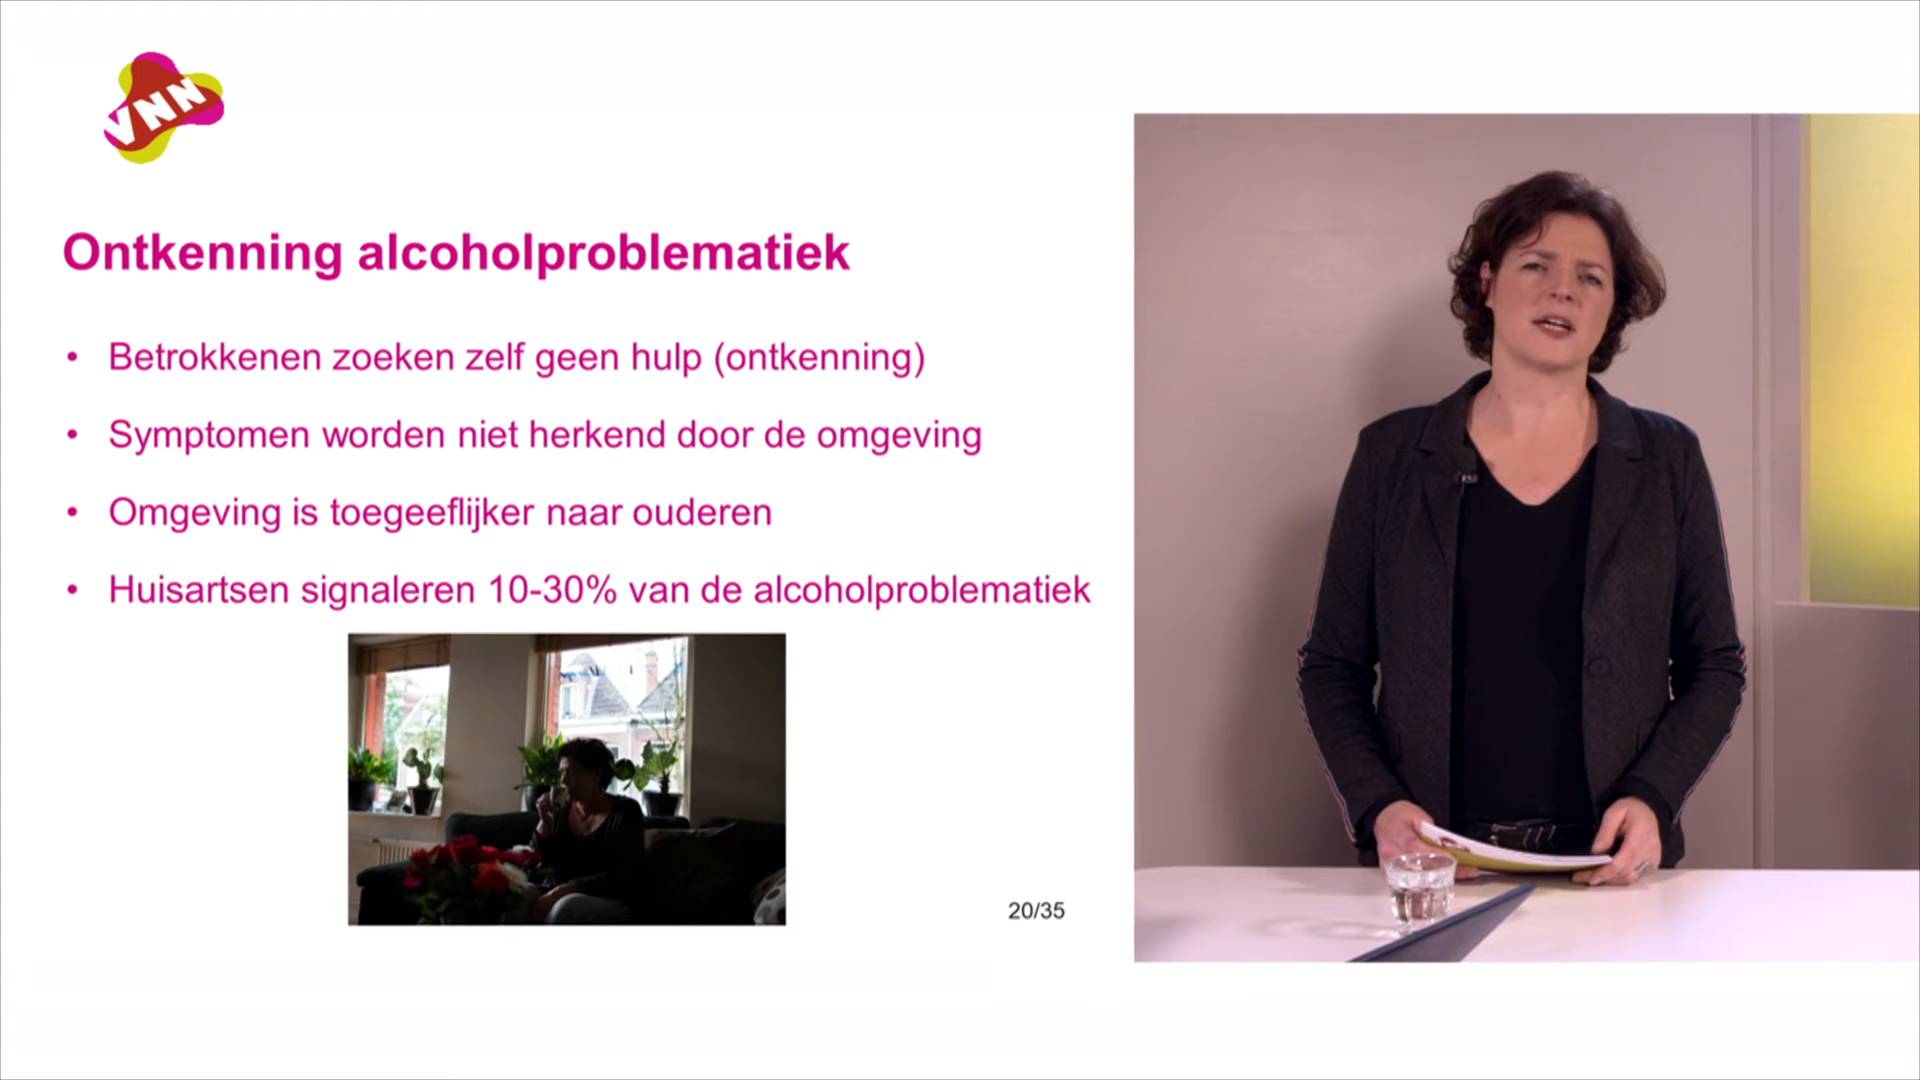 VNN
Ontkenning alcoholproblematiek
• Betrokkenen zoeken zelf geen hulp (ontkenning)
• Symptomen worden niet herkend door de omgeving
• Omgeving is toegeeflijker naar ouderen
• Huisartsen signaleren 10-30% van de alcoholproblematiek
20/35